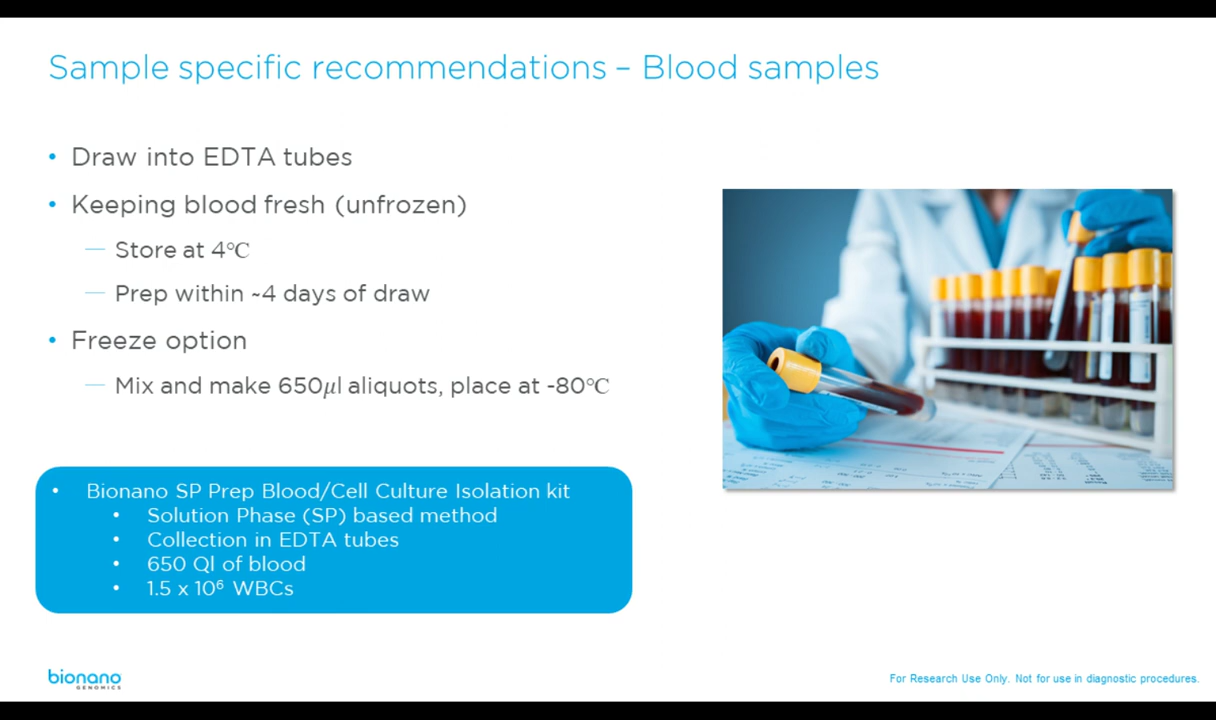 Sample specific recommendations – Blood samples
• Draw into EDTA tubes
• Keeping blood fresh (unfrozen)
— Store at 4℃
— Prep within ~4 days of draw
• Freeze option
— Mix and make 650μl aliquots, place at -80℃
• Bionano SP Prep Blood/Cell Culture Isolation kit
• Solution Phase (SP) based method
• Collection in EDTA tubes
• 650 Ql of blood
• 1.5 x 10⁶ WBCs
bionano
GENOMICS
For Research Use Only. Not for use in diagnostic procedures.